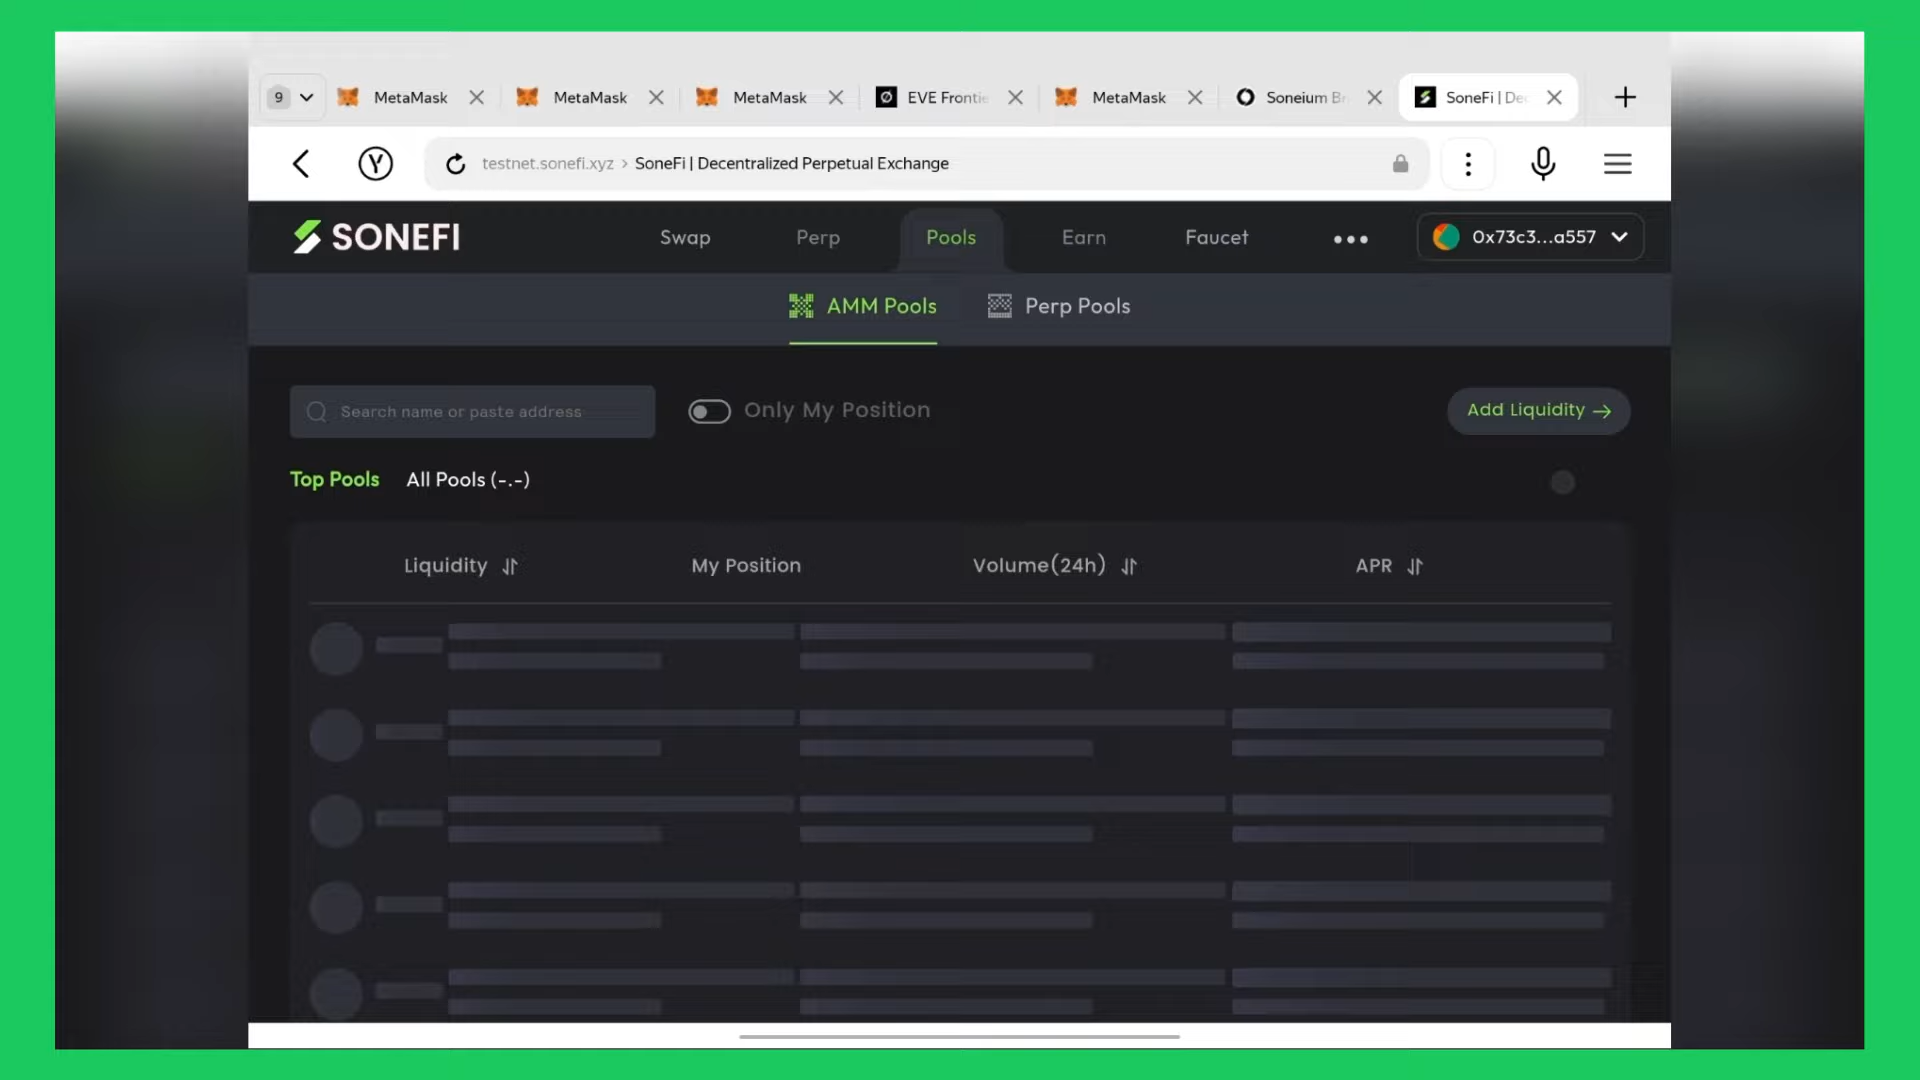 9 MetaMask MetaMask MetaMask EVE Frontie MetaMask Soneium Br SoneFi | Dec
testnet.sonefi.xyz > SoneFi | Decentralized Perpetual Exchange
SONEFI Swap Perp Pools Earn Faucet 0x73c3...a557
AMM Pools Perp Pools
Search name or paste address Only My Position Add Liquidity →
Top Pools All Pools (-.-)
Liquidity My Position Volume(24h) APR